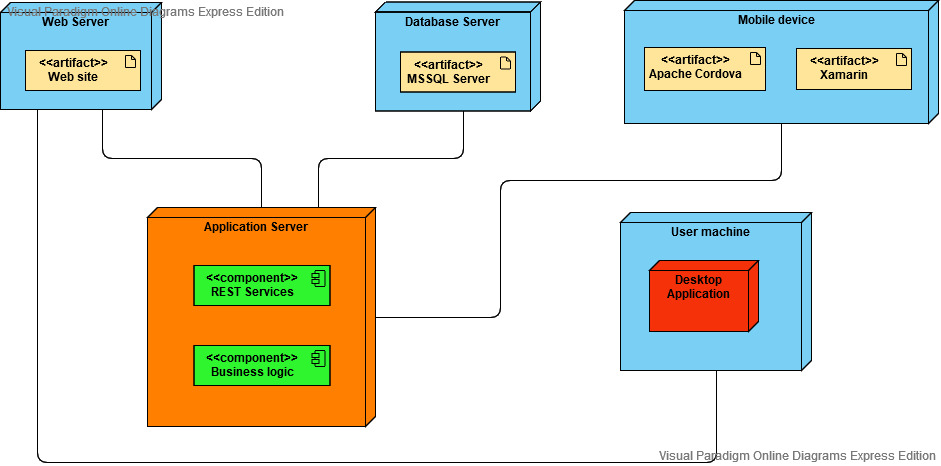 Visual Paradigm Online Diagrams Express Edition
Web Server
<<artifact>>
Web site
Database Server
<<artifact>>
MSSQL Server
Mobile device
<<artifact>>
Apache Cordova
<<artifact>>
Xamarin
Application Server
<<component>>
REST Services
<<component>>
Business logic
User machine
Desktop
Application
Visual Paradigm Online Diagrams Express Edition